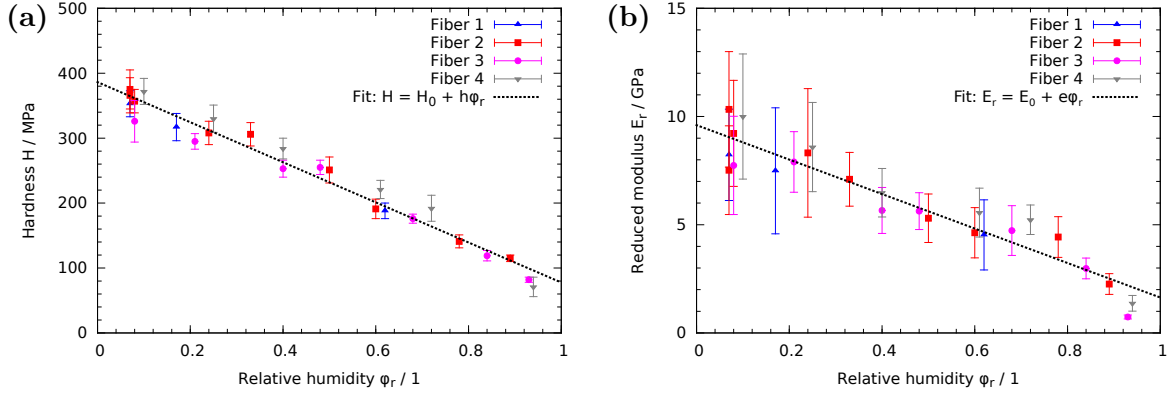 (a)
500
400
300
200
100
0
Hardness H / MPa
0 0.2 0.4 0.6 0.8 1
Relative humidity φr / 1
Fiber 1
Fiber 2
Fiber 3
Fiber 4
Fit: H = H0 + hφr
(b)
15
10
5
0
Reduced modulus Er / GPa
0 0.2 0.4 0.6 0.8 1
Relative humidity φr / 1
Fiber 1
Fiber 2
Fiber 3
Fiber 4
Fit: Er = E0 + eφr